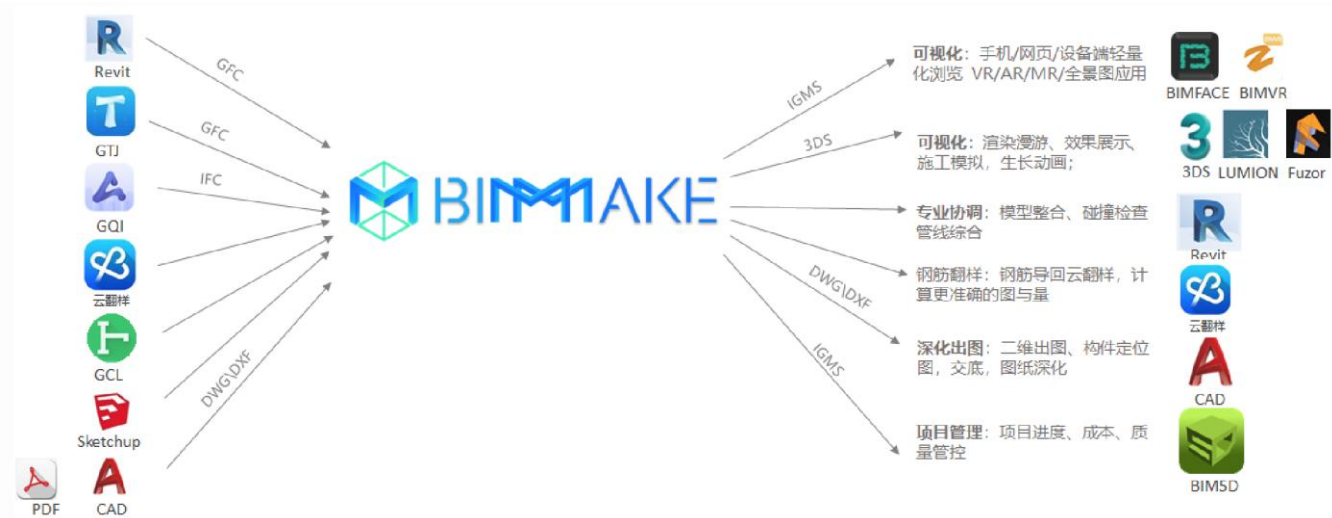 Revit
GFC
GTJ
GFC
GQI
IFC
云翻样
GCL
Sketchup
DWG\DXF
PDF
CAD
BIMMAKE
IGMS
可视化：手机/网页/设备端轻量
化浏览 VR/AR/MR/全景图应用
BIMFACE BIMVR
3DS
可视化：渲染漫游、效果展示、
施工模拟，生长动画；
3DS LUMION Fuzor
专业协调：模型整合、碰撞检查
管线综合
Revit
钢筋翻样：钢筋导回云翻样，计
算更准确的图与量
云翻样
DWG\DXF
深化出图：二维出图、构件定位
图，交底，图纸深化
CAD
IGMS
项目管理：项目进度、成本、质
量管控
BIM5D